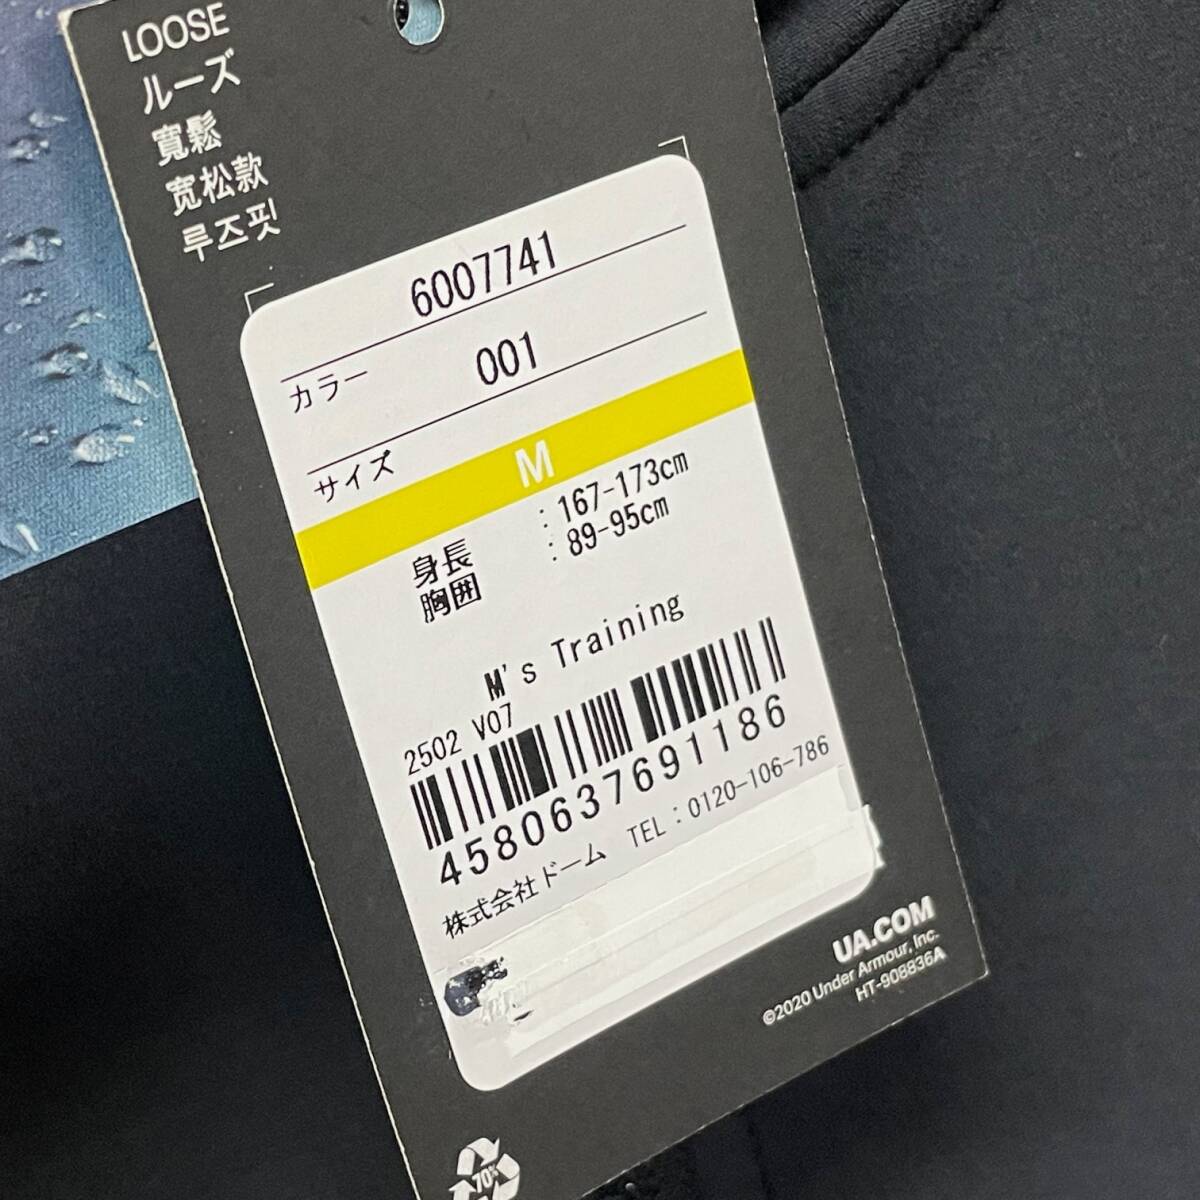 LOOSE
ルーズ
寬鬆
宽松款
루즈핏
6007741
カラー 001
サイズ M
身長 : 167-173cm
胸囲 : 89-95cm
M's Training
2502 V07
4580637691186
株式会社ドーム TEL : 0120-106-786
UA.COM
©2020 Under Armour, Inc.
HT-908836A
70%